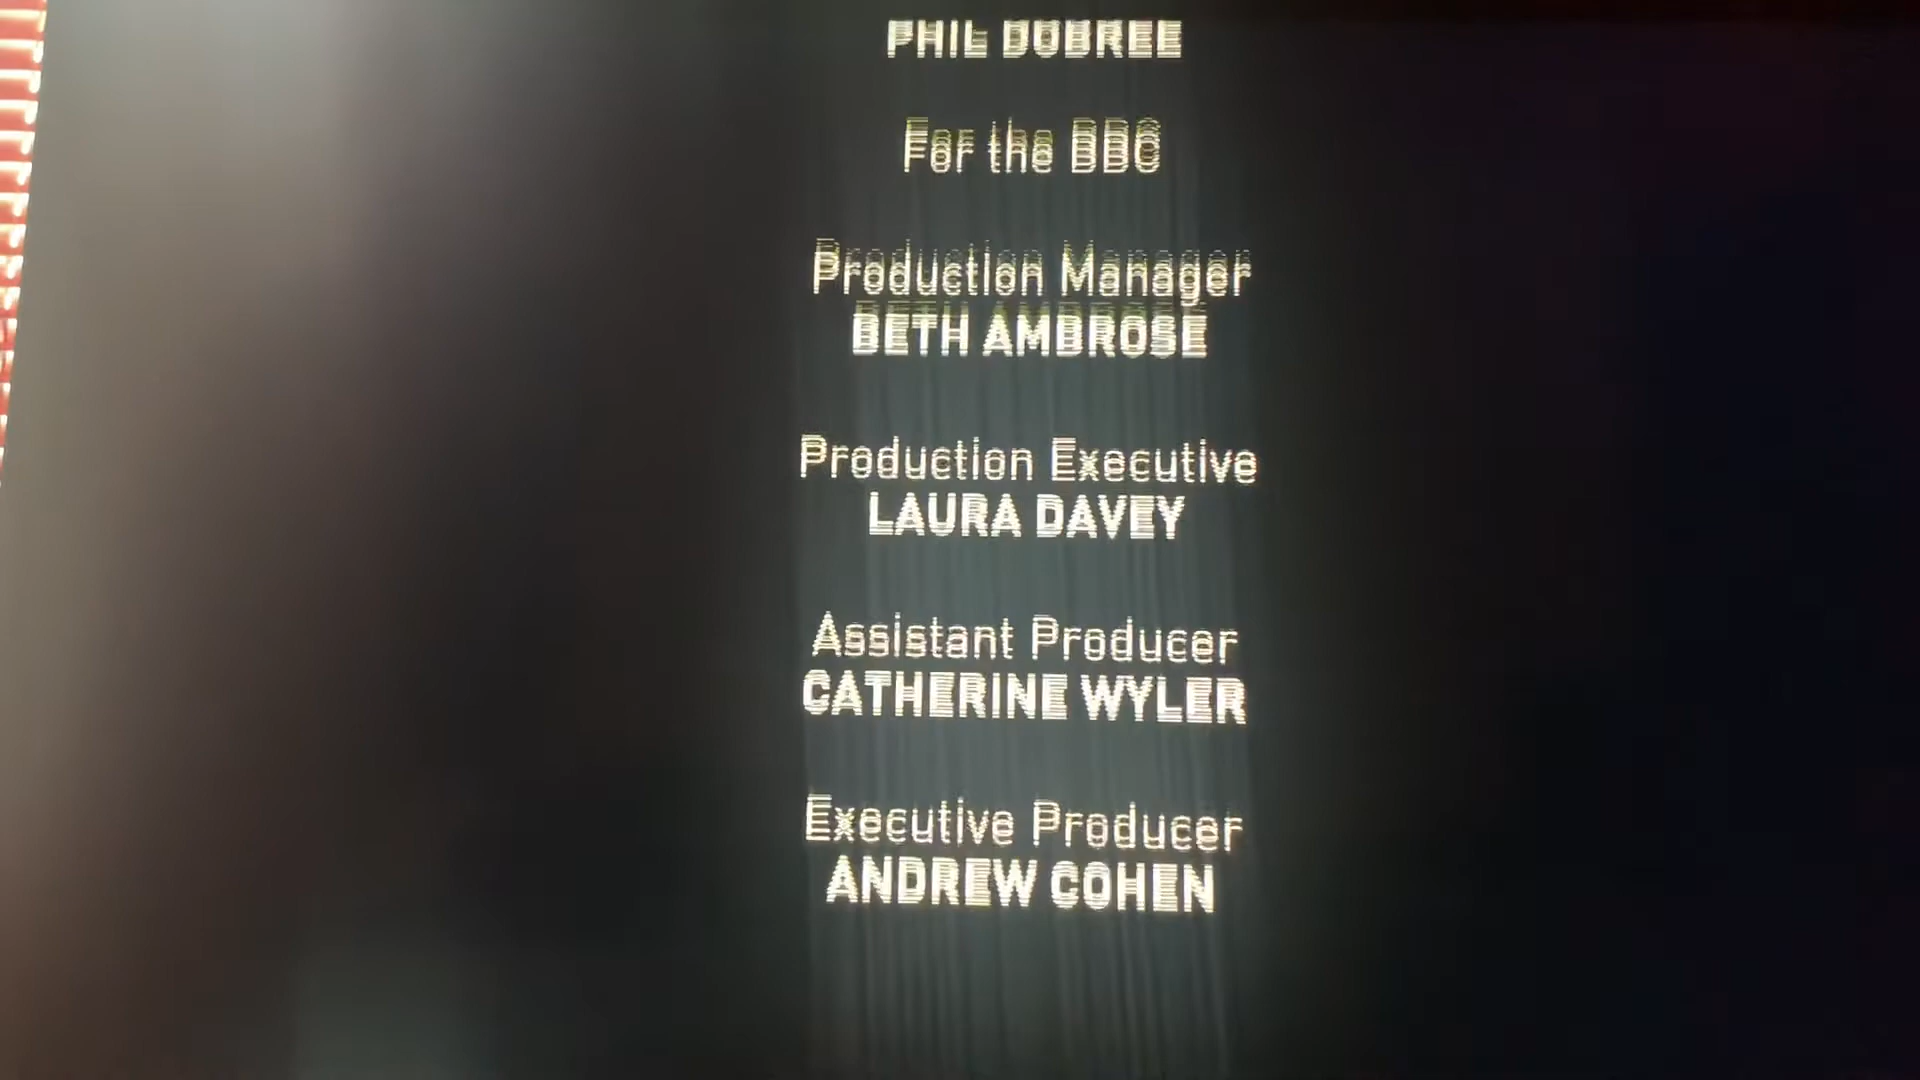 PHIL DOBREE
For the BBC
Production Manager
BETH AMBROSE
Production Executive
LAURA DAVEY
Assistant Producer
CATHERINE WYLER
Executive Producer
ANDREW COHEN